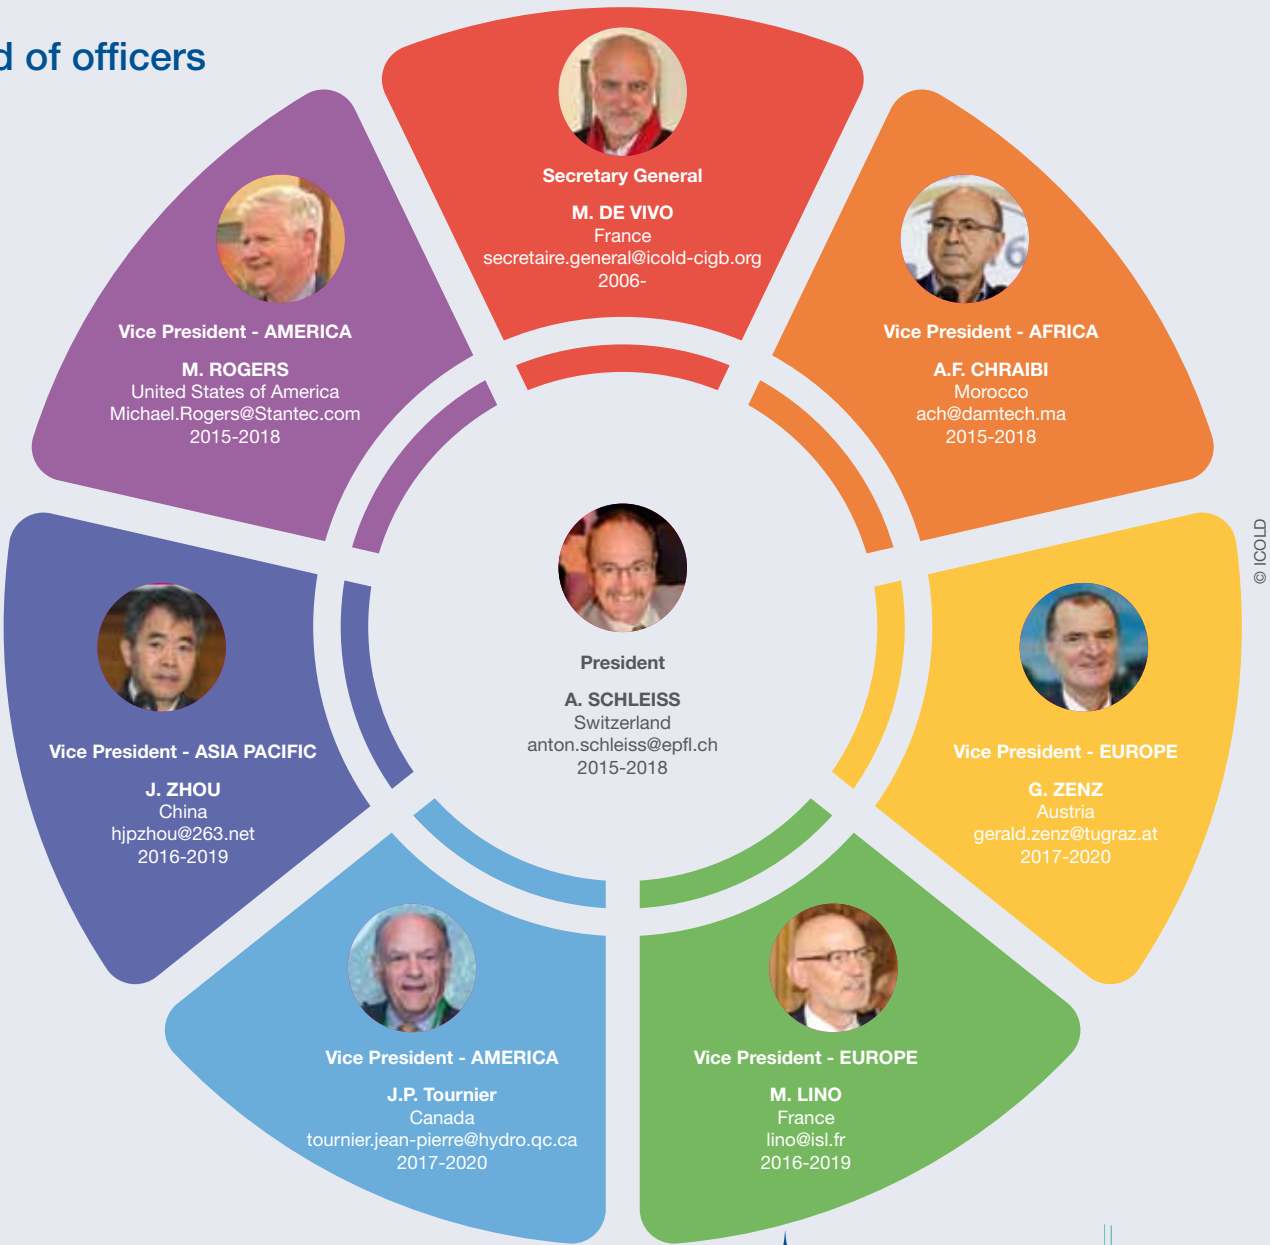 d of officers
Secretary General
M. DE VIVO
France
secretaire.general@icold-cigb.org
2006-
Vice President - AMERICA
M. ROGERS
United States of America
Michael.Rogers@Stantec.com
2015-2018
Vice President - AFRICA
A.F. CHRAIBI
Morocco
ach@damtech.ma
2015-2018
© ICOLD
President
A. SCHLEISS
Switzerland
anton.schleiss@epfl.ch
2015-2018
Vice President - ASIA PACIFIC
J. ZHOU
China
hjpzhou@263.net
2016-2019
Vice President - EUROPE
G. ZENZ
Austria
gerald.zenz@tugraz.at
2017-2020
Vice President - AMERICA
J.P. Tournier
Canada
tournier.jean-pierre@hydro.qc.ca
2017-2020
Vice President - EUROPE
M. LINO
France
lino@isl.fr
2016-2019